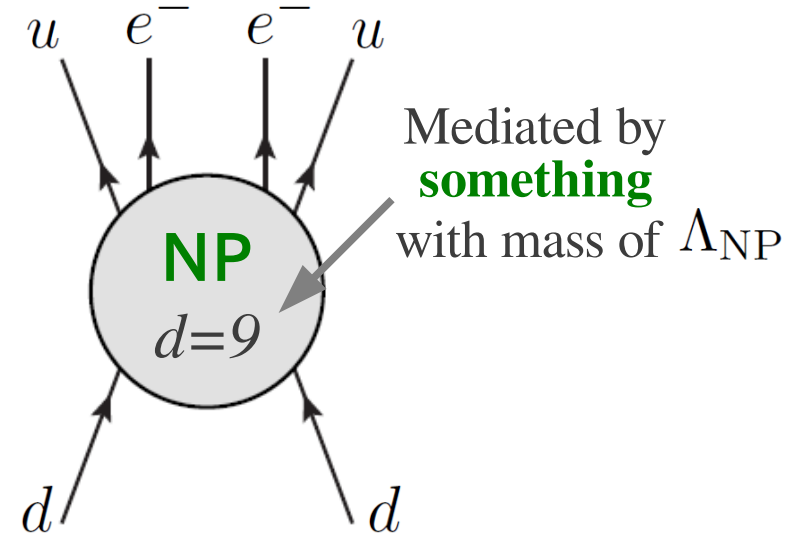 u e⁻ e⁻ u
Mediated by
something
with mass of Λ_NP
NP
d=9
d d